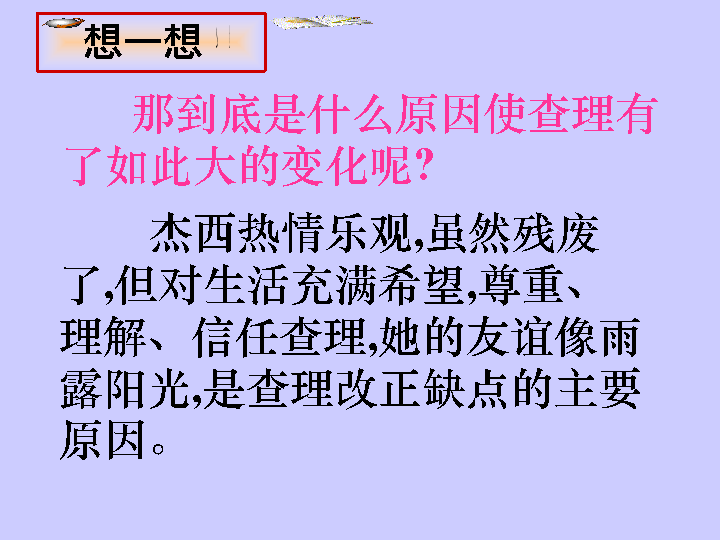 想一想
那到底是什么原因使查理有
了如此大的变化呢?
杰西热情乐观,虽然残废
了,但对生活充满希望,尊重、
理解、信任查理,她的友谊像雨
露阳光,是查理改正缺点的主要
原因。